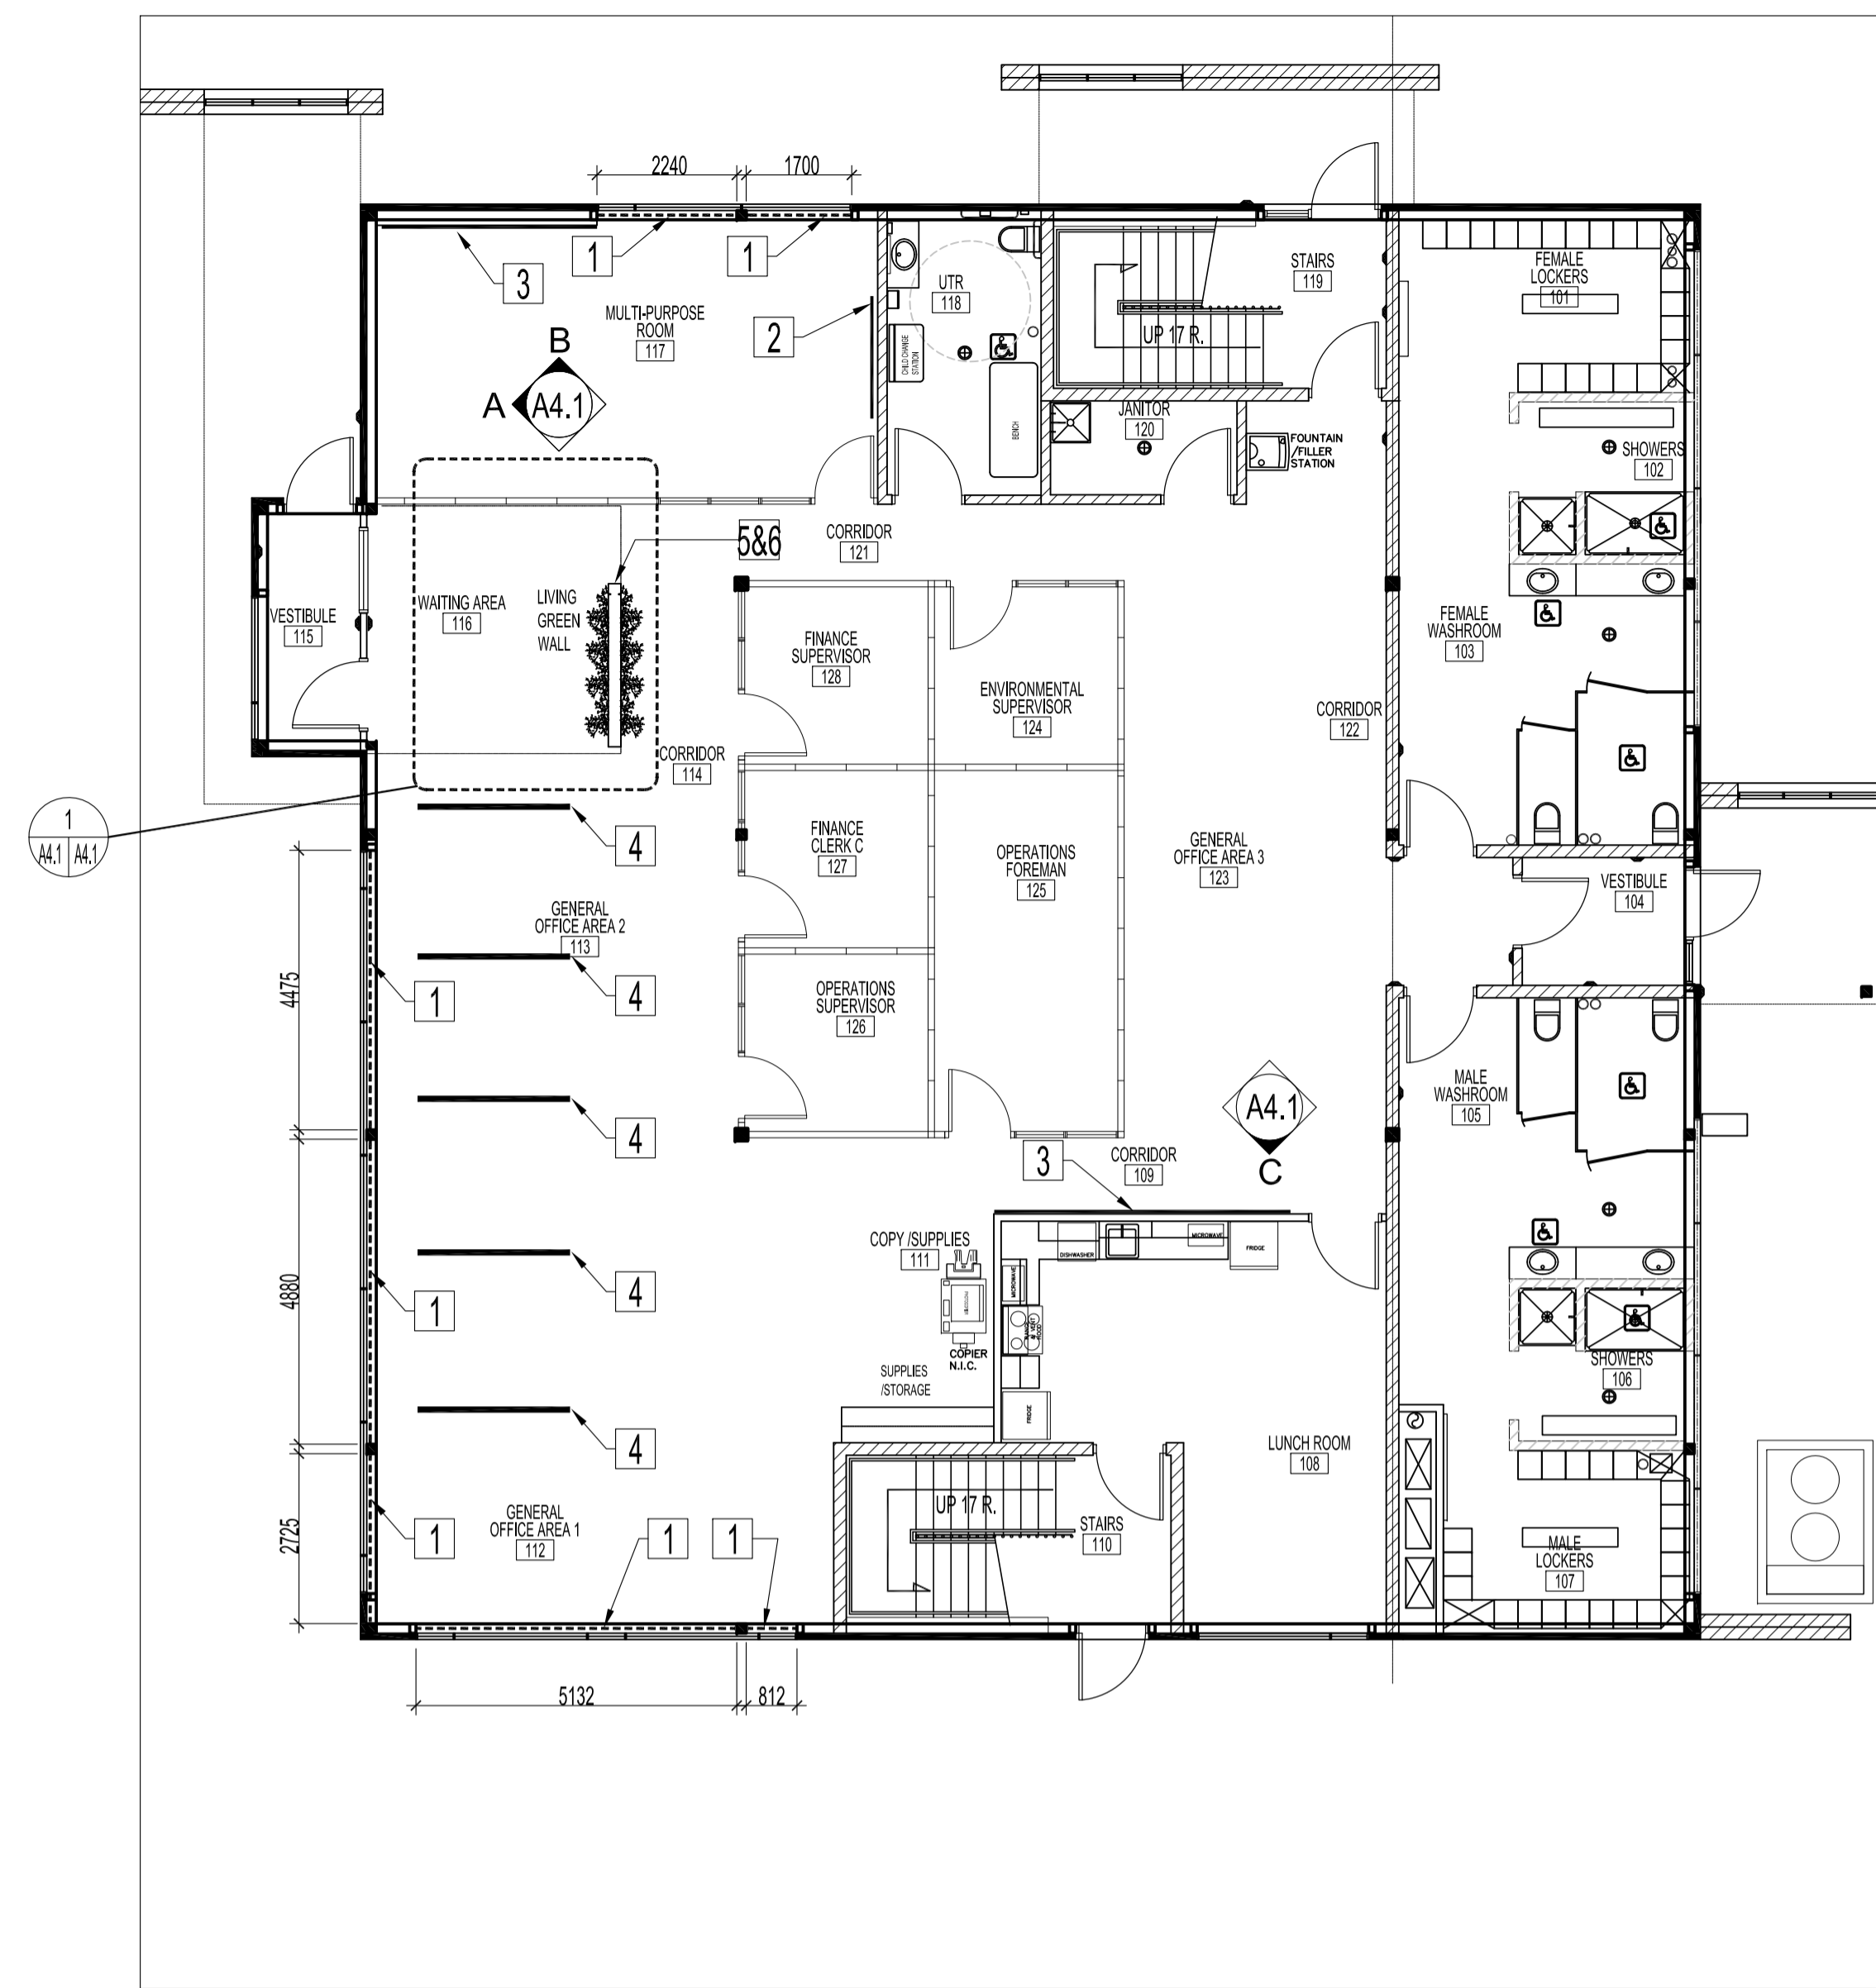 2240
1700
3
1
1
2
MULTI-PURPOSE
ROOM
117
B
A
A4.1
UTR
118
CHILD CHANGE
STATION
BENCH
STAIRS
119
UP 17 R.
JANITOR
120
FOUNTAIN
/FILLER
STATION
FEMALE
LOCKERS
101
SHOWERS
102
5&6
CORRIDOR
121
VESTIBULE
115
WAITING AREA
116
LIVING
GREEN
WALL
CORRIDOR
114
FINANCE
SUPERVISOR
128
ENVIRONMENTAL
SUPERVISOR
124
CORRIDOR
122
FEMALE
WASHROOM
103
1
A4.1
A4.1
4
FINANCE
CLERK C
127
OPERATIONS
FOREMAN
125
GENERAL
OFFICE AREA 3
123
VESTIBULE
104
GENERAL
OFFICE AREA 2
113
4475
1
4
OPERATIONS
SUPERVISOR
126
4
A4.1
C
MALE
WASHROOM
105
3
CORRIDOR
109
COPY /SUPPLIES
111
DISHWASHER
MICROWAVE
FRIDGE
MICROWAVE
RANGE
W/ VENT
HOOD
4880
1
4
COPIER
N.I.C.
SUPPLIES
/STORAGE
FRIDGE
SHOWERS
106
4
LUNCH ROOM
108
2725
1
GENERAL
OFFICE AREA 1
112
1
1
UP 17 R.
STAIRS
110
MALE
LOCKERS
107
5132
812